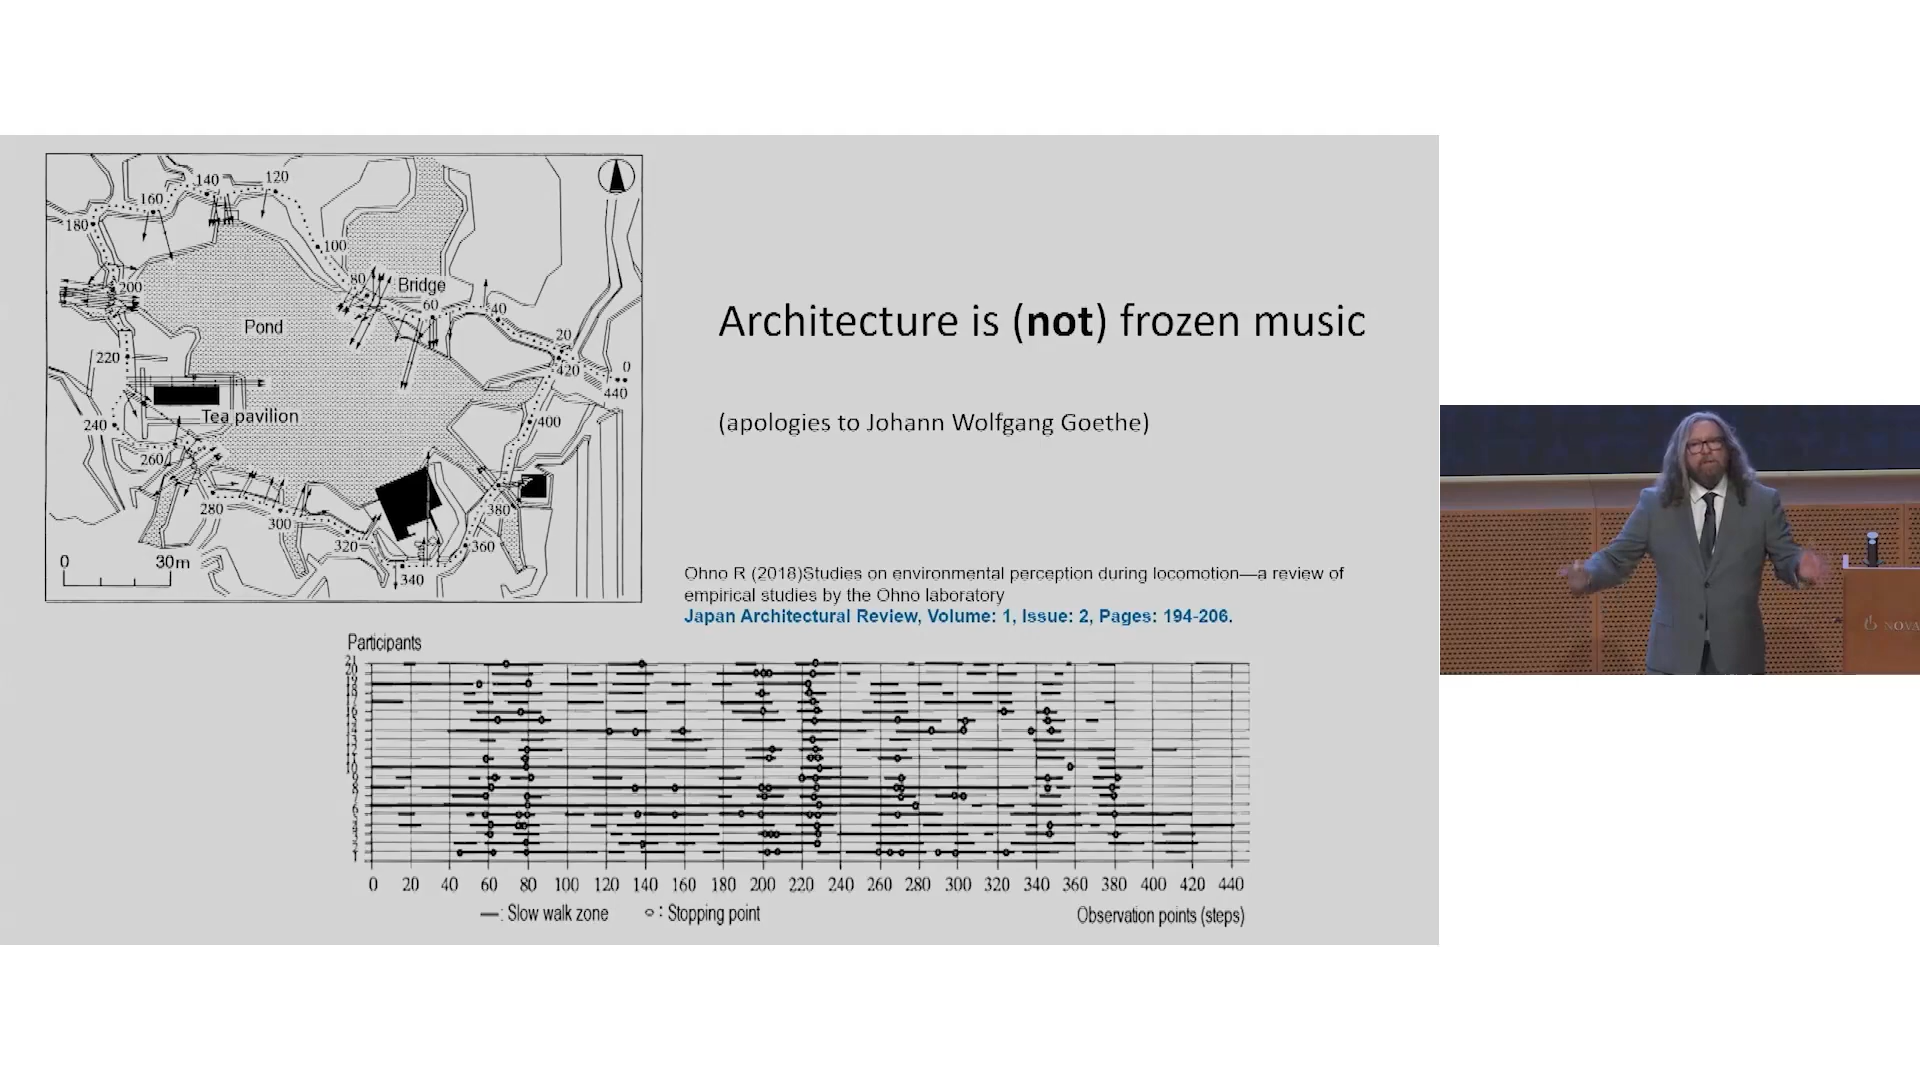 140
120
160
180
100
80
Bridge
200
60
40
Pond
20
220
420
0
440
Tea pavilion
240
400
260
280
380
300
320
360
0
30m
340
Architecture is (not) frozen music
(apologies to Johann Wolfgang Goethe)
Ohno R (2018)Studies on environmental perception during locomotion—a review of
empirical studies by the Ohno laboratory
Japan Architectural Review, Volume: 1, Issue: 2, Pages: 194-206.
Participants
0 20 40 60 80 100 120 140 160 180 200 220 240 260 280 300 320 340 360 380 400 420 440
: Slow walk zone
: Stopping point
Observation points (steps)
NOVA